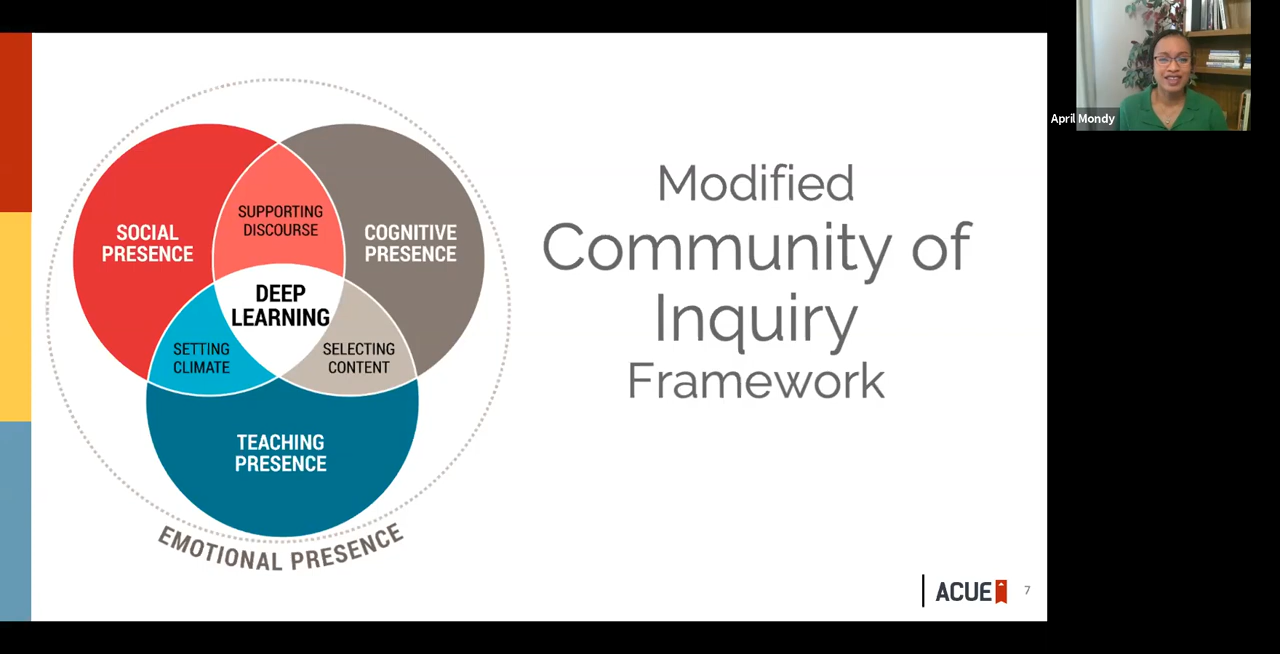 SUPPORTING
DISCOURSE
SOCIAL
PRESENCE
COGNITIVE
PRESENCE
DEEP
LEARNING
SETTING
CLIMATE
SELECTING
CONTENT
TEACHING
PRESENCE
EMOTIONAL PRESENCE
Modified
Community of
Inquiry
Framework
ACUE
7
April Mondy